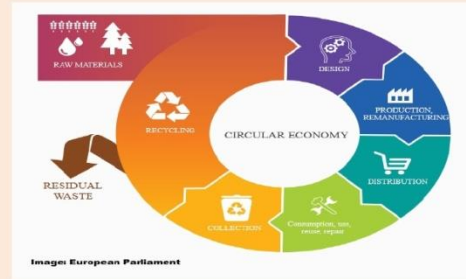 RAW MATERIALS
DESIGN
PRODUCTION,
REMANUFACTURING
RECYCLING
CIRCULAR ECONOMY
DISTRIBUTION
RESIDUAL
WASTE
COLLECTION
Consumption, use,
reuse, repair
Image: European Parliament